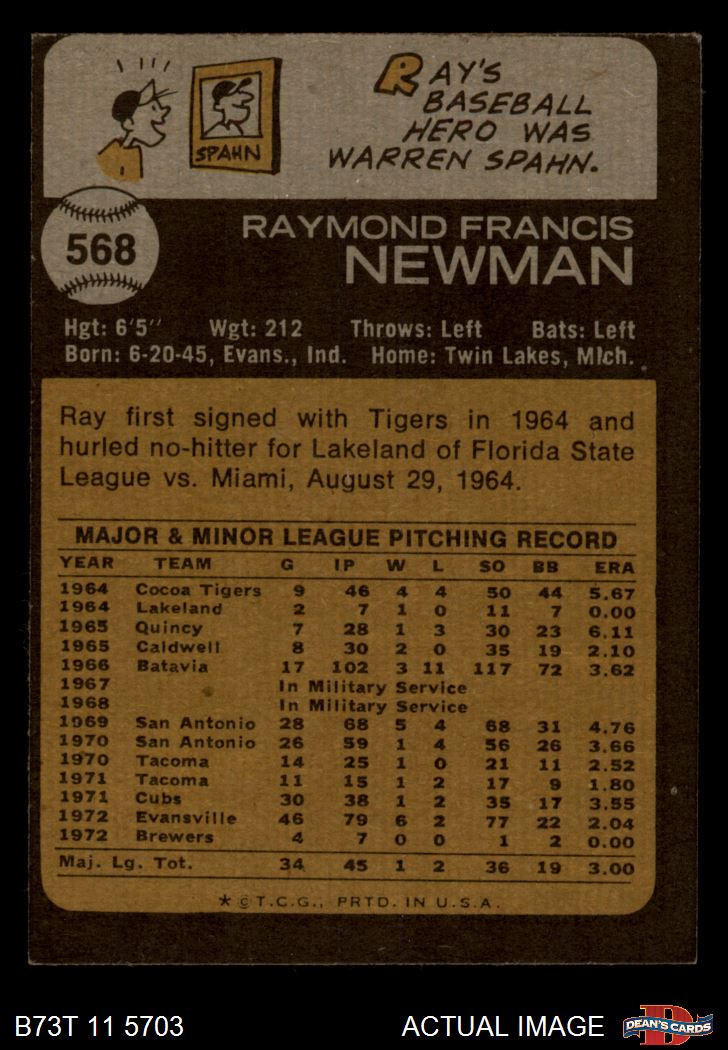 RAY'S
BASEBALL
HERO WAS
WARREN SPAHN.
SPAHN
568
RAYMOND FRANCIS
NEWMAN
Hgt: 6'5" Wgt: 212 Throws: Left Bats: Left
Born: 6-20-45, Evans., Ind. Home: Twin Lakes, Mich.
Ray first signed with Tigers in 1964 and
hurled no-hitter for Lakeland of Florida State
League vs. Miami, August 29, 1964.
MAJOR & MINOR LEAGUE PITCHING RECORD
YEAR TEAM G IP W L SO BB ERA
1964 Cocoa Tigers 9 46 4 4 50 44 5.67
1964 Lakeland 2 7 1 0 11 7 0.00
1965 Quincy 7 28 1 3 30 23 6.11
1965 Caldwell 8 30 2 0 35 19 2.10
1966 Batavia 17 102 3 11 117 72 3.62
1967 In Military Service
1968 In Military Service
1969 San Antonio 28 68 5 4 68 31 4.76
1970 San Antonio 26 59 1 4 56 26 3.66
1970 Tacoma 14 25 1 0 21 11 2.52
1971 Tacoma 11 15 1 2 17 9 1.80
1971 Cubs 30 38 1 2 35 17 3.55
1972 Evansville 46 79 6 2 77 22 2.04
1972 Brewers 4 7 0 0 1 2 0.00
Maj. Lg. Tot. 34 45 1 2 36 19 3.00
* © T.C.G., PRTD. IN U.S.A.
B73T 11 5703 ACTUAL IMAGE
D
DEAN'S CARDS